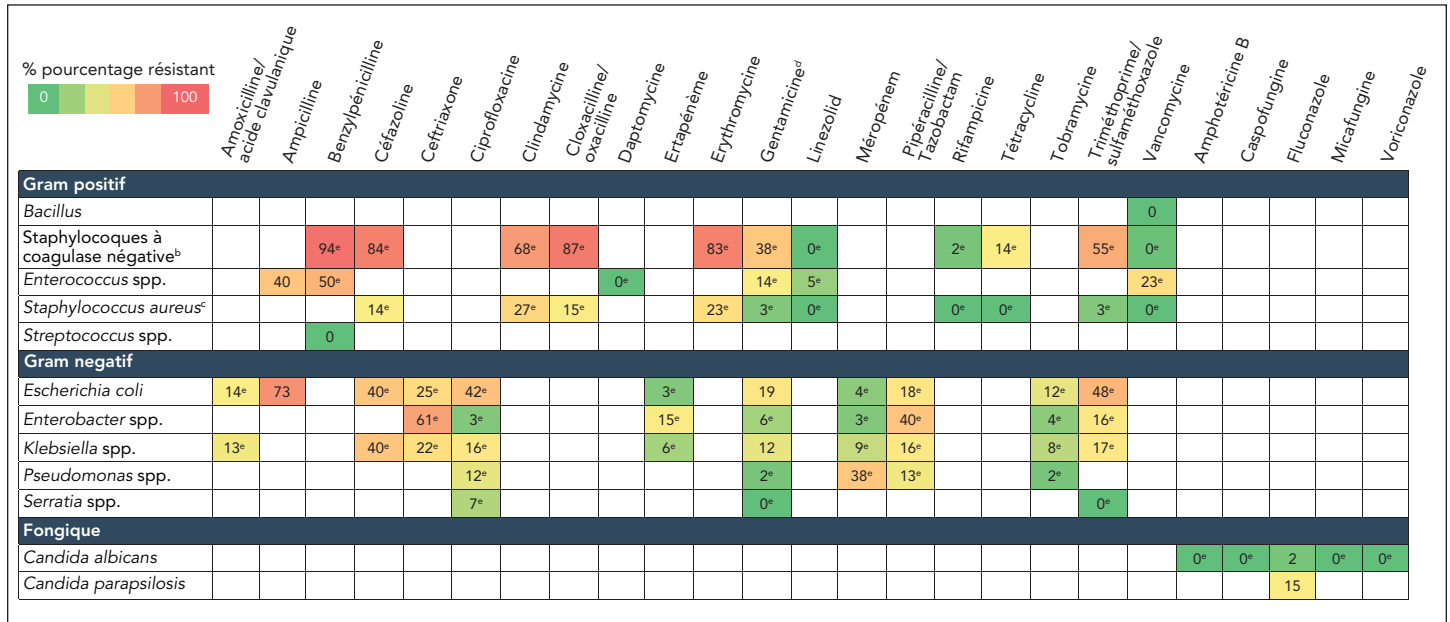 % pourcentage résistant
0 100
Amoxicilline/
acide clavulanique
Ampicilline
Benzylpénicilline
Céfazoline
Ceftriaxone
Ciprofloxacine
Clindamycine
Cloxacilline/
oxacilline
Daptomycine
Ertapénème
Erythromycine
Gentamicineᵈ
Linezolid
Méropénem
Pipéracilline/
Tazobactam
Rifampicine
Tétracycline
Tobramycine
Triméthoprime/
sulfaméthoxazole
Vancomycine
Amphotéricine B
Caspofungine
Fluconazole
Micafungine
Voriconazole
Gram positif
Bacillus 0
Staphylocoques à
coagulase négativeᵇ 94ᵉ 84ᵉ 68ᵉ 87ᵉ 83ᵉ 38ᵉ 0ᵉ 2ᵉ 14ᵉ 55ᵉ 0ᵉ
Enterococcus spp. 40 50ᵉ 0ᵉ 14ᵉ 5ᵉ 23ᵉ
Staphylococcus aureusᶜ 14ᵉ 27ᵉ 15ᵉ 23ᵉ 3ᵉ 0ᵉ 0ᵉ 0ᵉ 3ᵉ 0ᵉ
Streptococcus spp. 0
Gram negatif
Escherichia coli 14ᵉ 73 40ᵉ 25ᵉ 42ᵉ 3ᵉ 19 4ᵉ 18ᵉ 12ᵉ 48ᵉ
Enterobacter spp. 61ᵉ 3ᵉ 15ᵉ 6ᵉ 3ᵉ 40ᵉ 4ᵉ 16ᵉ
Klebsiella spp. 13ᵉ 40ᵉ 22ᵉ 16ᵉ 6ᵉ 12 9ᵉ 16ᵉ 8ᵉ 17ᵉ
Pseudomonas spp. 12ᵉ 2ᵉ 38ᵉ 13ᵉ 2ᵉ
Serratia spp. 7ᵉ 0ᵉ 0ᵉ
Fongique
Candida albicans 0ᵉ 0ᵉ 2 0ᵉ 0ᵉ
Candida parapsilosis 15